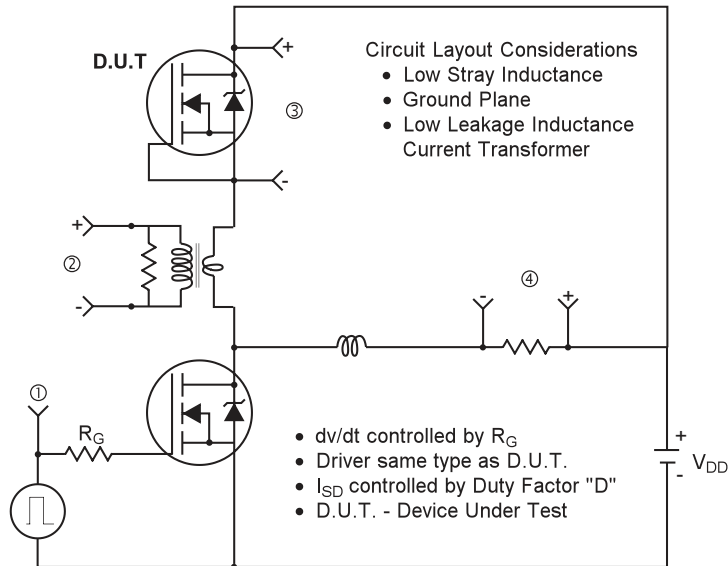 D.U.T
+
Circuit Layout Considerations
• Low Stray Inductance
• Ground Plane
• Low Leakage Inductance
Current Transformer
③
-
+
②
-
④
-
+
①
R_G
• dv/dt controlled by R_G
• Driver same type as D.U.T.
• I_SD controlled by Duty Factor "D"
• D.U.T. - Device Under Test
+
V_DD
-